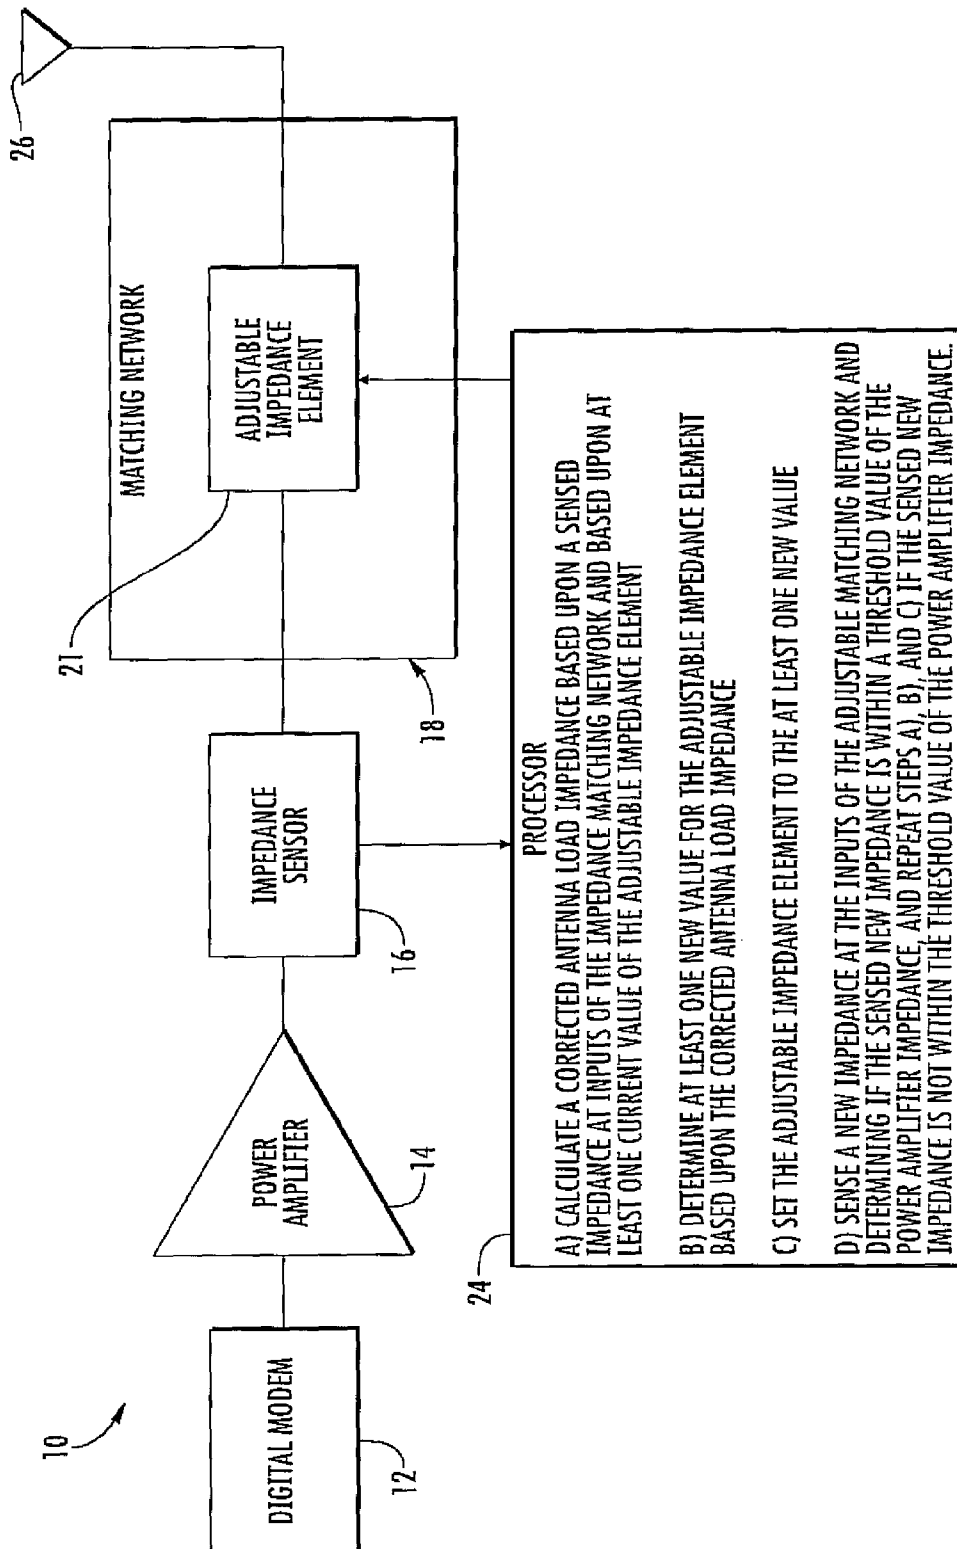 10
DIGITAL MODEM
12
POWER
AMPLIFIER
14
IMPEDANCE
SENSOR
16
MATCHING NETWORK
18
ADJUSTABLE
IMPEDANCE
ELEMENT
21
26
24
PROCESSOR
A) CALCULATE A CORRECTED ANTENNA LOAD IMPEDANCE BASED UPON A SENSED
IMPEDANCE AT INPUTS OF THE IMPEDANCE MATCHING NETWORK AND BASED UPON AT
LEAST ONE CURRENT VALUE OF THE ADJUSTABLE IMPEDANCE ELEMENT
B) DETERMINE AT LEAST ONE NEW VALUE FOR THE ADJUSTABLE IMPEDANCE ELEMENT
BASED UPON THE CORRECTED ANTENNA LOAD IMPEDANCE
C) SET THE ADJUSTABLE IMPEDANCE ELEMENT TO THE AT LEAST ONE NEW VALUE
D) SENSE A NEW IMPEDANCE AT THE INPUTS OF THE ADJUSTABLE MATCHING NETWORK AND
DETERMINING IF THE SENSED NEW IMPEDANCE IS WITHIN A THRESHOLD VALUE OF THE
POWER AMPLIFIER IMPEDANCE, AND REPEAT STEPS A), B), AND C) IF THE SENSED NEW
IMPEDANCE IS NOT WITHIN THE THRESHOLD VALUE OF THE POWER AMPLIFIER IMPEDANCE.